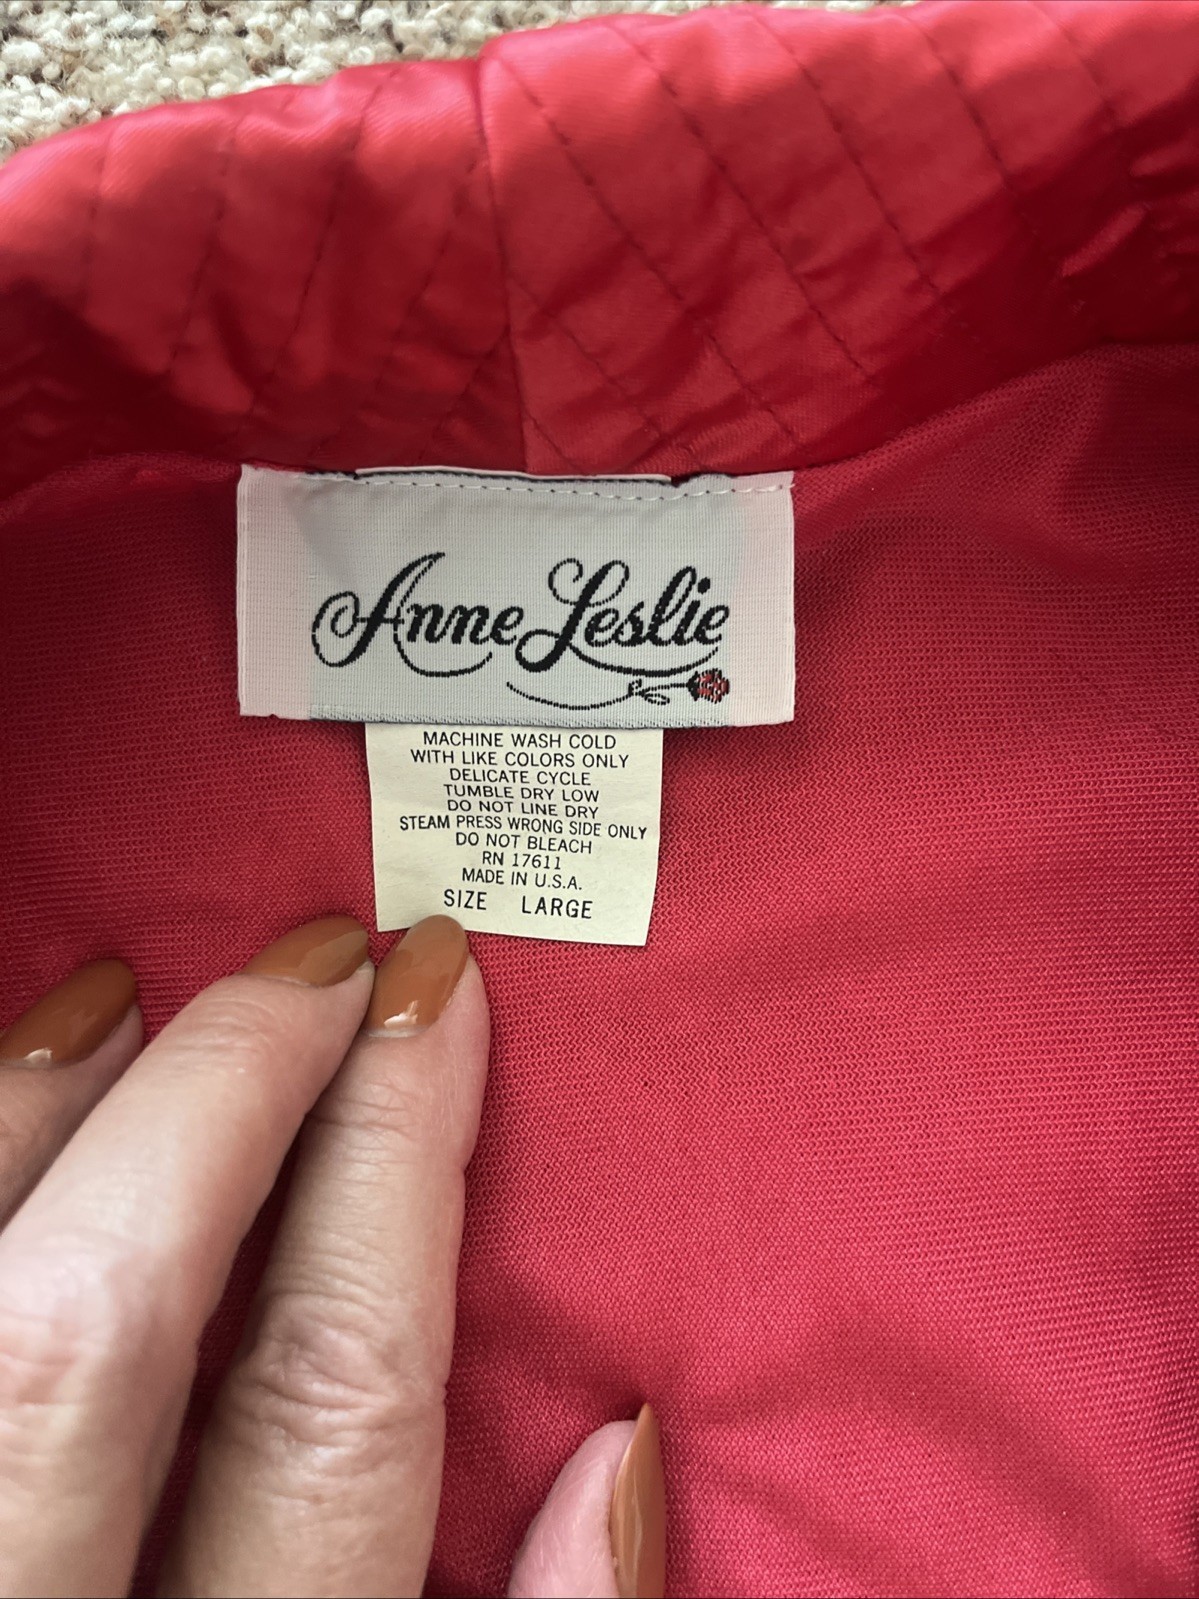 Anne Leslie
MACHINE WASH COLD
WITH LIKE COLORS ONLY
DELICATE CYCLE
TUMBLE DRY LOW
DO NOT LINE DRY
STEAM PRESS WRONG SIDE ONLY
DO NOT BLEACH
RN 17611
MADE IN U.S.A.
SIZE LARGE